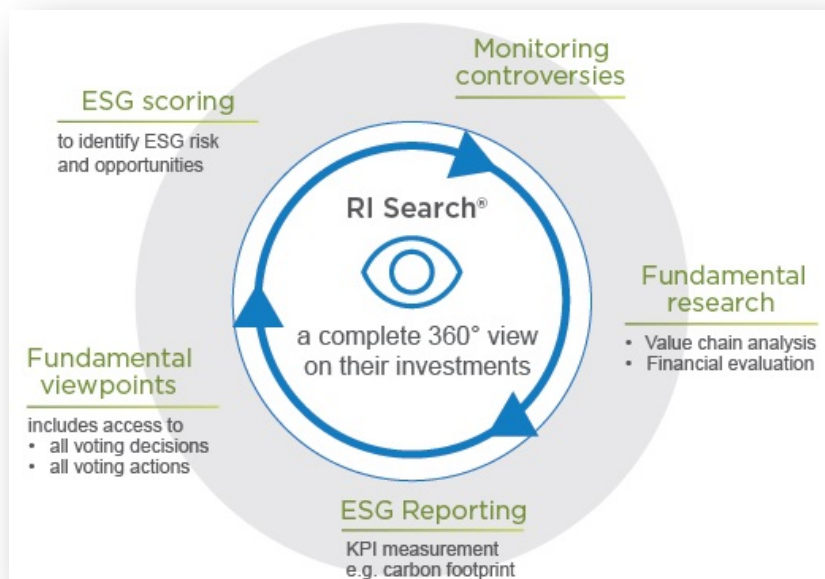 Monitoring
controversies
ESG scoring
to identify ESG risk
and opportunities
RI Search®
a complete 360° view
on their investments
Fundamental
research
• Value chain analysis
• Financial evaluation
Fundamental
viewpoints
includes access to
• all voting decisions
• all voting actions
ESG Reporting
KPI measurement
e.g. carbon footprint